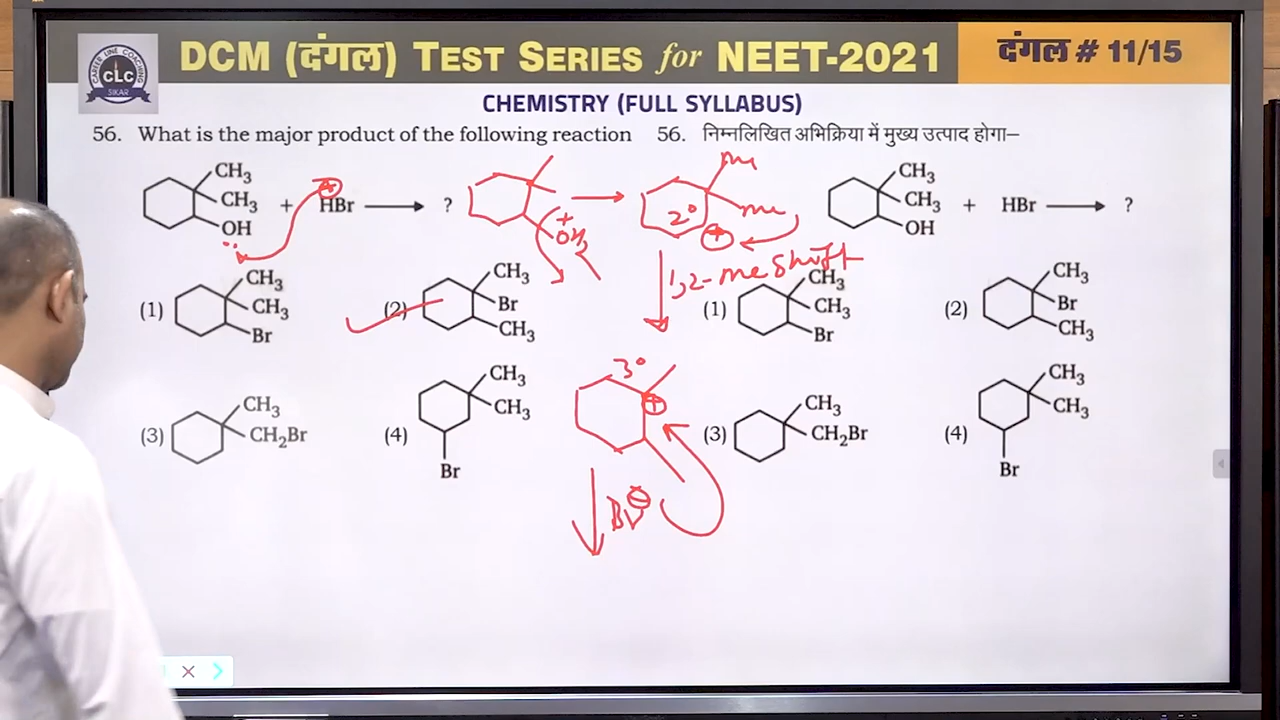 CAREER LINE COACHING
CLC
SIKAR
DCM (दंगल) TEST SERIES for NEET-2021
दंगल # 11/15
CHEMISTRY (FULL SYLLABUS)
56. What is the major product of the following reaction
CH₃
CH₃
OH
+ HBr ⟶ ?
⊕
+
OH₂
2°
me
me
⊕
1,2-me shift
3°
⊕
Br⊖
(1)
CH₃
CH₃
Br
(2)
CH₃
Br
CH₃
(3)
CH₃
CH₂Br
(4)
CH₃
CH₃
Br
56. निम्नलिखित अभिक्रिया में मुख्य उत्पाद होगा–
CH₃
CH₃
OH
+ HBr ⟶ ?
(1)
CH₃
CH₃
Br
(2)
CH₃
Br
CH₃
(3)
CH₃
CH₂Br
(4)
CH₃
CH₃
Br